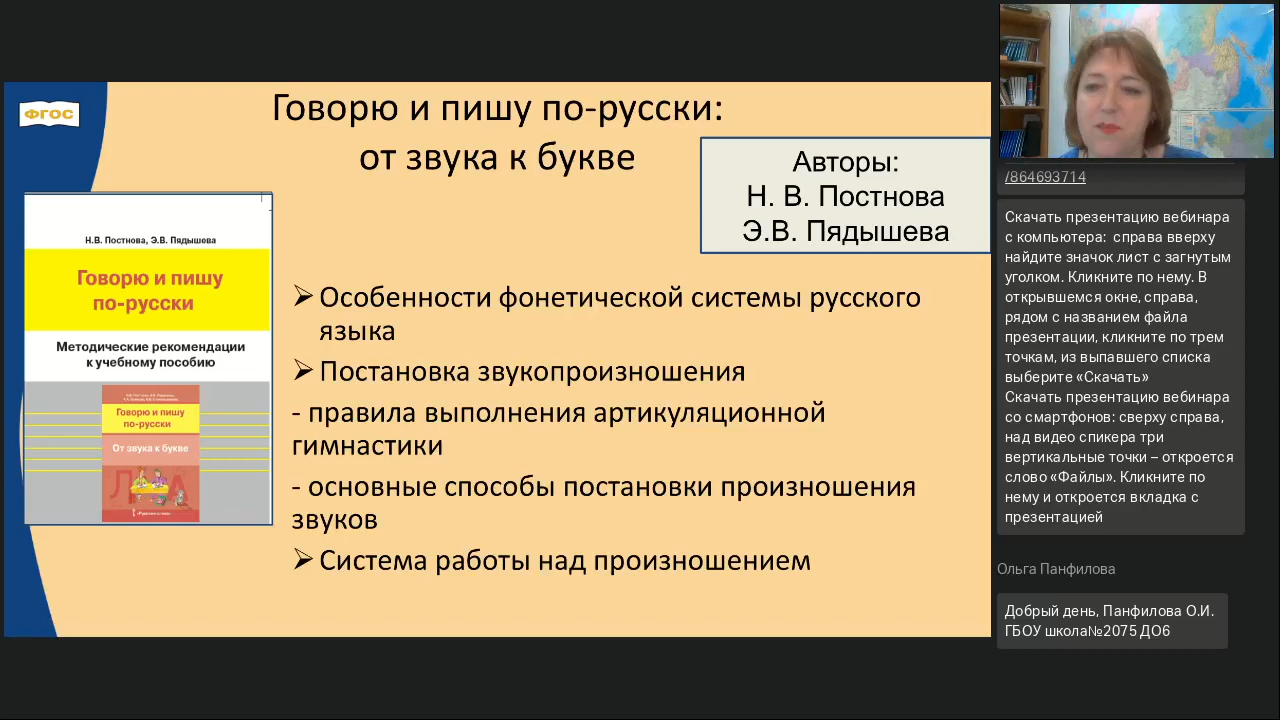 ФГОС
Говорю и пишу по-русски:
от звука к букве
Авторы:
Н. В. Постнова
Э.В. Пядышева
Н.В. Постнова, Э.В. Пядышева
Говорю и пишу
по-русски
Методические рекомендации
к учебному пособию
Говорю и пишу
по-русски
От звука к букве
➢ Особенности фонетической системы русского
языка
➢ Постановка звукопроизношения
- правила выполнения артикуляционной
гимнастики
- основные способы постановки произношения
звуков
➢ Система работы над произношением
/864693714
Скачать презентацию вебинара
с компьютера: справа вверху
найдите значок лист с загнутым
уголком. Кликните по нему. В
открывшемся окне, справа,
рядом с названием файла
презентации, кликните по трем
точкам, из выпавшего списка
выберите «Скачать»
Скачать презентацию вебинара
со смартфонов: сверху справа,
над видео спикера три
вертикальные точки – откроется
слово «Файлы». Кликните по
нему и откроется вкладка с
презентацией
Ольга Панфилова
Добрый день, Панфилова О.И.
ГБОУ школа№2075 ДО6